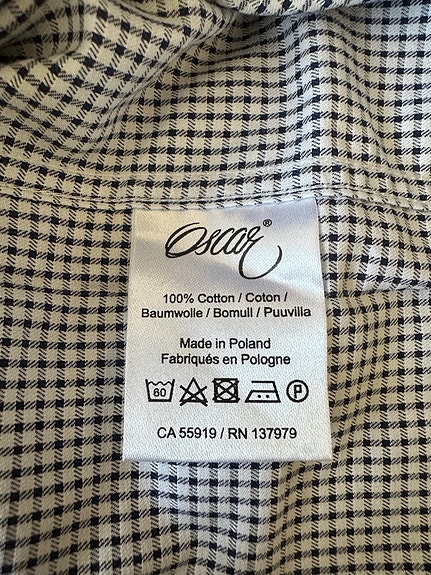 Oscar®
100% Cotton / Coton /
Baumwolle / Bomull / Puuvilla
Made in Poland
Fabriqués en Pologne
60 P
CA 55919 / RN 137979